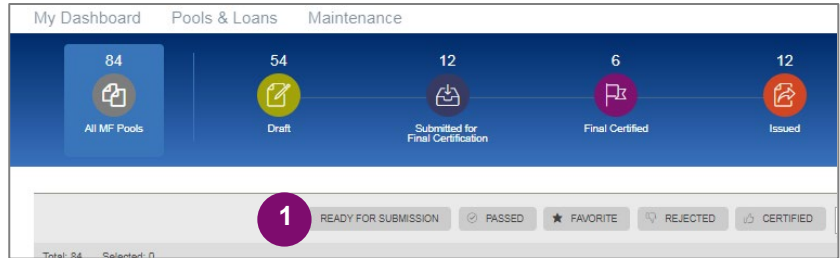 My Dashboard Pools & Loans Maintenance
84 54 12 6 12
All MF Pools Draft Submitted for Final Certified Issued
Final Certification
1 READY FOR SUBMISSION PASSED FAVORITE REJECTED CERTIFIED
Total: 84 Selected: 0